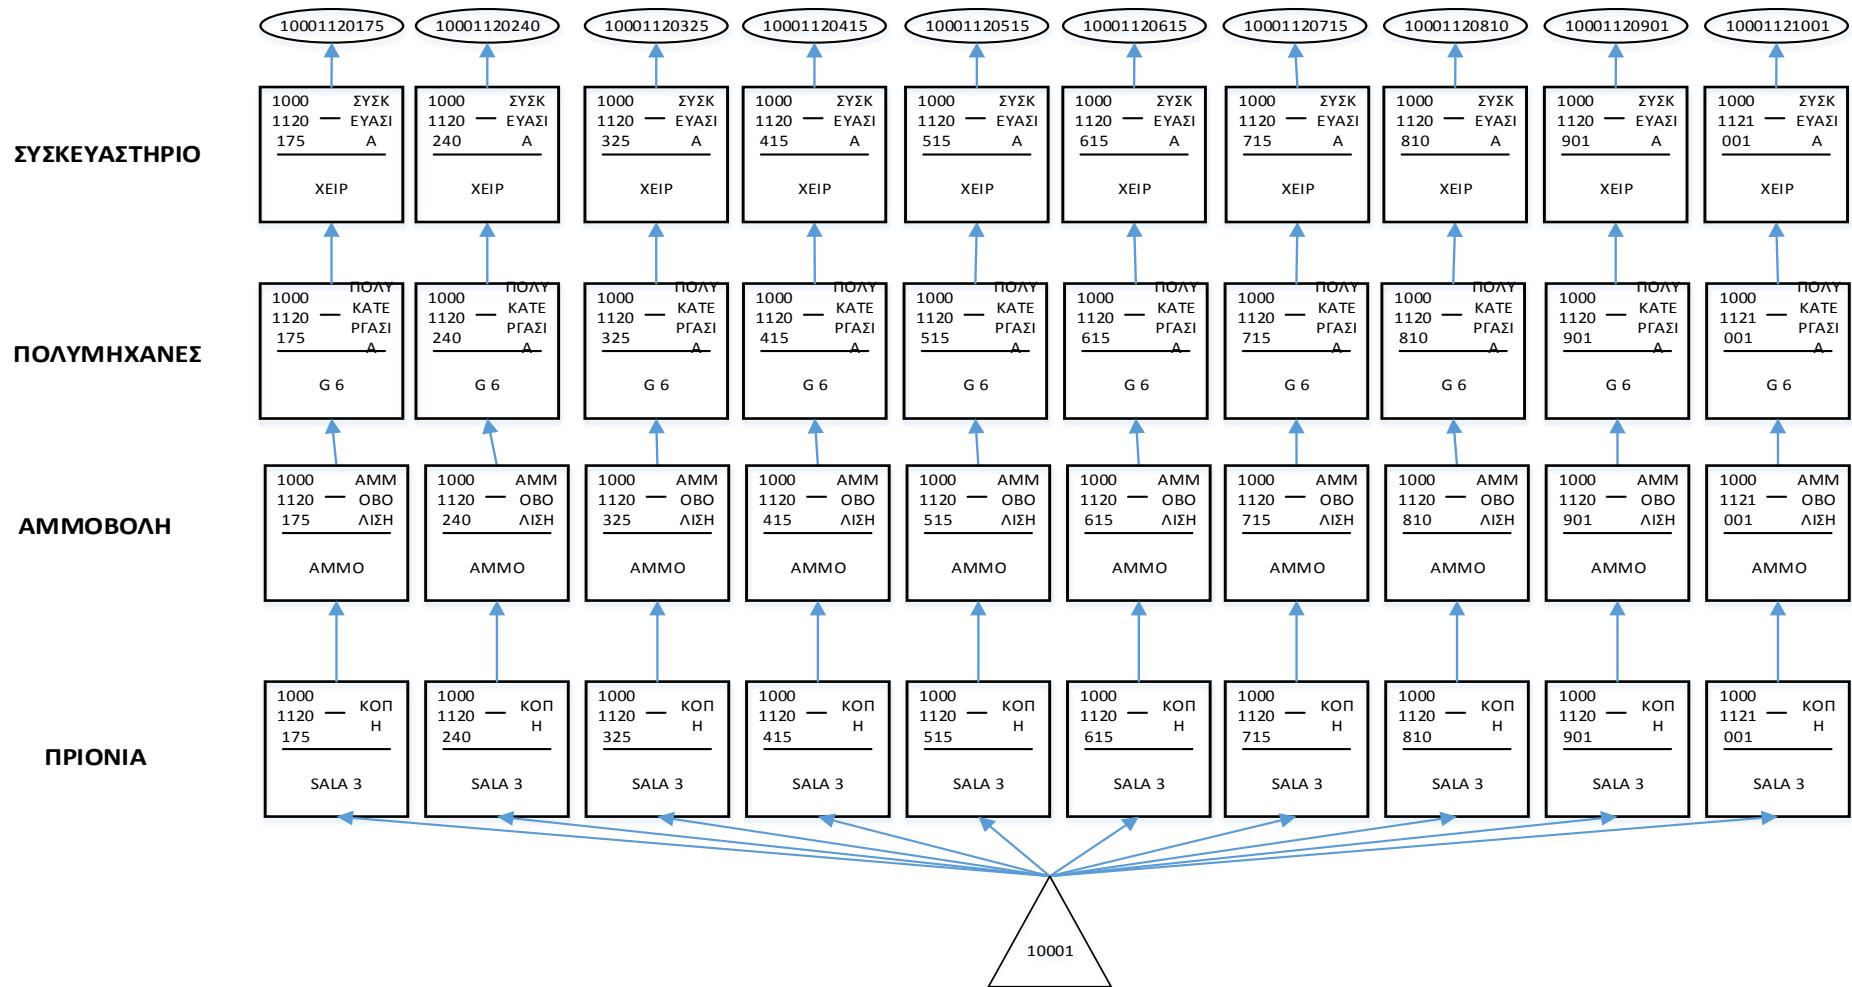 10001120175 10001120240 10001120325 10001120415 10001120515 10001120615 10001120715 10001120810 10001120901 10001121001
ΣΥΣΚΕΥΑΣΤΗΡΙΟ
1000 ΣΥΣΚ 1000 ΣΥΣΚ 1000 ΣΥΣΚ 1000 ΣΥΣΚ 1000 ΣΥΣΚ 1000 ΣΥΣΚ 1000 ΣΥΣΚ 1000 ΣΥΣΚ 1000 ΣΥΣΚ 1000 ΣΥΣΚ
1120 — ΕΥΑΣΙ 1120 — ΕΥΑΣΙ 1120 — ΕΥΑΣΙ 1120 — ΕΥΑΣΙ 1120 — ΕΥΑΣΙ 1120 — ΕΥΑΣΙ 1120 — ΕΥΑΣΙ 1120 — ΕΥΑΣΙ 1120 — ΕΥΑΣΙ 1121 — ΕΥΑΣΙ
175 Α 240 Α 325 Α 415 Α 515 Α 615 Α 715 Α 810 Α 901 Α 001 Α
ΧΕΙΡ ΧΕΙΡ ΧΕΙΡ ΧΕΙΡ ΧΕΙΡ ΧΕΙΡ ΧΕΙΡ ΧΕΙΡ ΧΕΙΡ ΧΕΙΡ
ΠΟΛΥΜΗΧΑΝΕΣ
ΠΟΛΥ ΠΟΛΥ ΠΟΛΥ ΠΟΛΥ ΠΟΛΥ ΠΟΛΥ ΠΟΛΥ ΠΟΛΥ ΠΟΛΥ ΠΟΛΥ
1000 ΚΑΤΕ 1000 ΚΑΤΕ 1000 ΚΑΤΕ 1000 ΚΑΤΕ 1000 ΚΑΤΕ 1000 ΚΑΤΕ 1000 ΚΑΤΕ 1000 ΚΑΤΕ 1000 ΚΑΤΕ 1000 ΚΑΤΕ
1120 — ΡΓΑΣΙ 1120 — ΡΓΑΣΙ 1120 — ΡΓΑΣΙ 1120 — ΡΓΑΣΙ 1120 — ΡΓΑΣΙ 1120 — ΡΓΑΣΙ 1120 — ΡΓΑΣΙ 1120 — ΡΓΑΣΙ 1120 — ΡΓΑΣΙ 1121 — ΡΓΑΣΙ
175 Α 240 Α 325 Α 415 Α 515 Α 615 Α 715 Α 810 Α 901 Α 001 Α
G 6 G 6 G 6 G 6 G 6 G 6 G 6 G 6 G 6 G 6
ΑΜΜΟΒΟΛΗ
1000 ΑΜΜ 1000 ΑΜΜ 1000 ΑΜΜ 1000 ΑΜΜ 1000 ΑΜΜ 1000 ΑΜΜ 1000 ΑΜΜ 1000 ΑΜΜ 1000 ΑΜΜ 1000 ΑΜΜ
1120 — ΟΒΟ 1120 — ΟΒΟ 1120 — ΟΒΟ 1120 — ΟΒΟ 1120 — ΟΒΟ 1120 — ΟΒΟ 1120 — ΟΒΟ 1120 — ΟΒΟ 1120 — ΟΒΟ 1121 — ΟΒΟ
175 ΛΙΣΗ 240 ΛΙΣΗ 325 ΛΙΣΗ 415 ΛΙΣΗ 515 ΛΙΣΗ 615 ΛΙΣΗ 715 ΛΙΣΗ 810 ΛΙΣΗ 901 ΛΙΣΗ 001 ΛΙΣΗ
ΑΜΜΟ ΑΜΜΟ ΑΜΜΟ ΑΜΜΟ ΑΜΜΟ ΑΜΜΟ ΑΜΜΟ ΑΜΜΟ ΑΜΜΟ ΑΜΜΟ
ΠΡΙΟΝΙΑ
1000 ΚΟΠ 1000 ΚΟΠ 1000 ΚΟΠ 1000 ΚΟΠ 1000 ΚΟΠ 1000 ΚΟΠ 1000 ΚΟΠ 1000 ΚΟΠ 1000 ΚΟΠ 1000 ΚΟΠ
1120 — Η 1120 — Η 1120 — Η 1120 — Η 1120 — Η 1120 — Η 1120 — Η 1120 — Η 1120 — Η 1121 — Η
175 240 325 415 515 615 715 810 901 001
SALA 3 SALA 3 SALA 3 SALA 3 SALA 3 SALA 3 SALA 3 SALA 3 SALA 3 SALA 3
10001